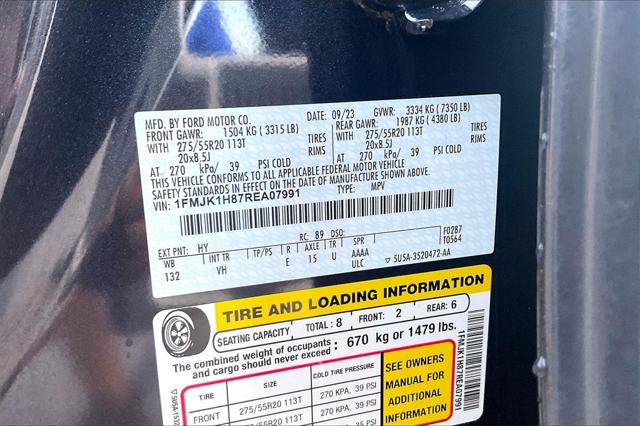 MFD. BY FORD MOTOR CO. DATE: 09/23 GVWR: 3334 KG ( 7350 LB)
FRONT GAWR: 1504 KG ( 3315 LB) REAR GAWR: 1987 KG ( 4380 LB)
WITH 275/55R20 113T TIRES WITH 275/55R20 113T TIRES
20x8.5J RIMS 20x8.5J RIMS
AT 270 kPa/ 39 PSI COLD AT 270 kPa/ 39 PSI COLD
THIS VEHICLE CONFORMS TO ALL APPLICABLE FEDERAL MOTOR VEHICLE
SAFETY STANDARDS IN EFFECT ON THE DATE OF MANUFACTURE SHOWN ABOVE.
VIN: 1FMJK1H87REA07991 TYPE: MPV
EXT PNT: HY RC: 89 DSO: F0287
WB INT TR TP/PS R AXLE TR SPR T0564
132 VH E 15 U AAAA
ULC ▽ 5U5A-3520472-AA
TIRE AND LOADING INFORMATION
SEATING CAPACITY TOTAL: 8 FRONT: 2 REAR: 6
The combined weight of occupants and cargo should never exceed: 670 kg or 1479 lbs.
TIRE SIZE COLD TIRE PRESSURE
FRONT 275/55R20 113T 270 KPA, 39 PSI
270 KPA, 39 PSI
SEE OWNERS
MANUAL FOR
ADDITIONAL
INFORMATION
1FMJK1H87REA07991